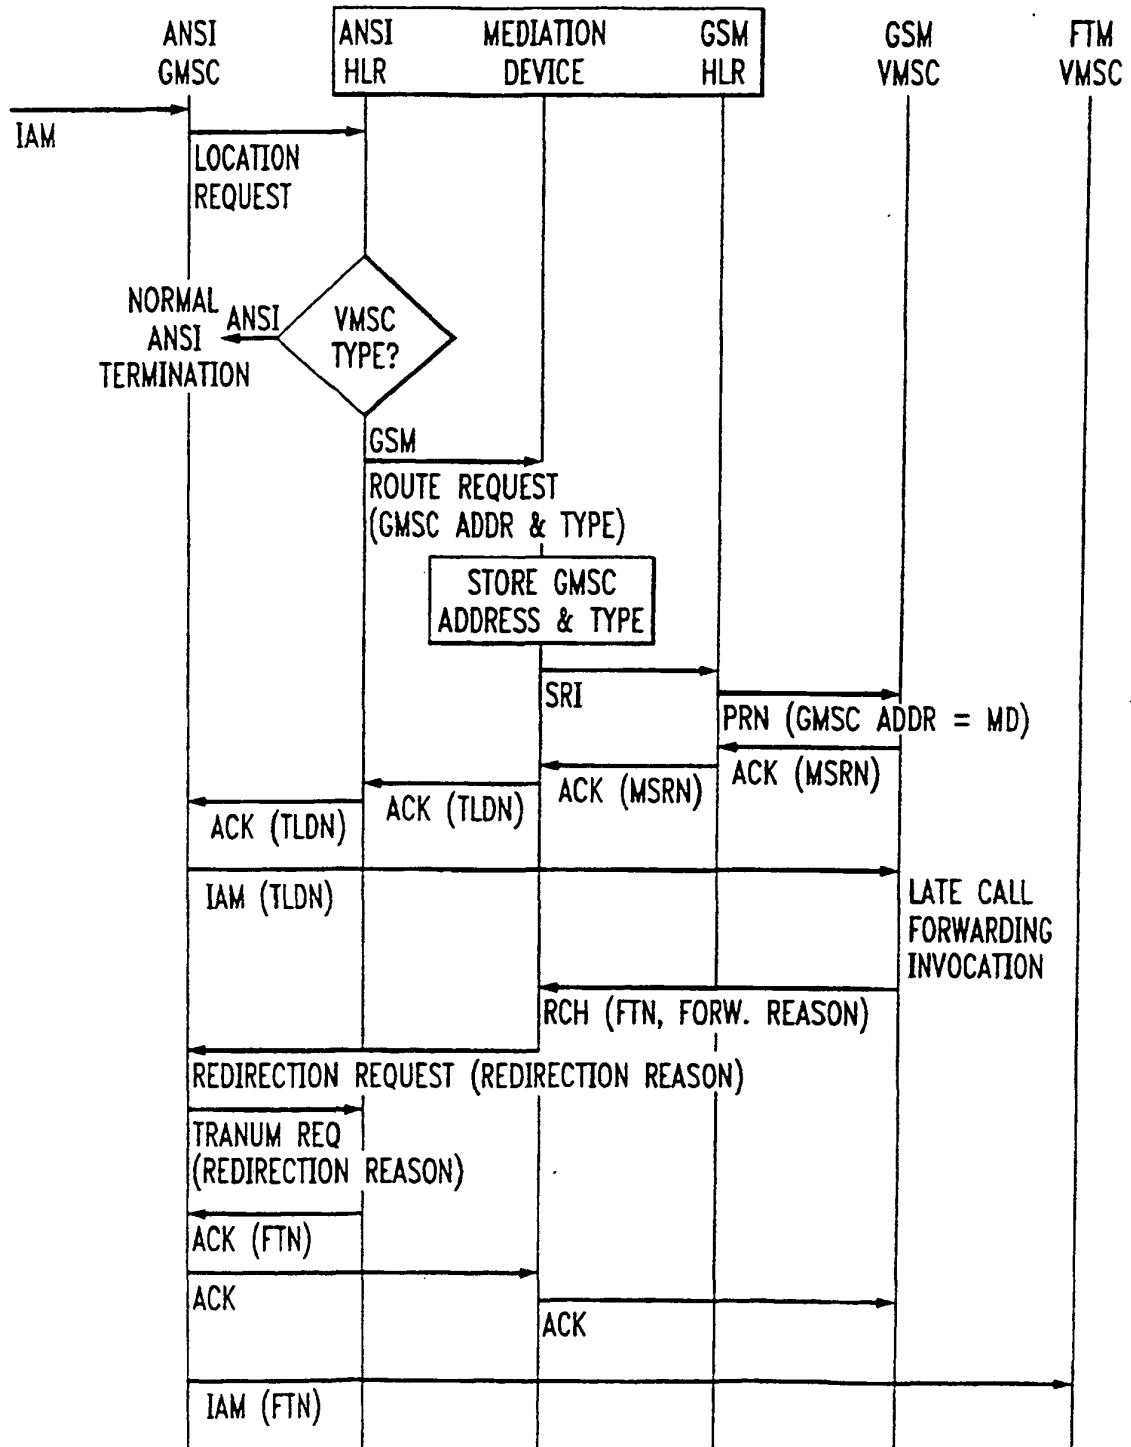 ANSI
GMSC
ANSI
HLR
MEDIATION
DEVICE
GSM
HLR
GSM
VMSC
FTM
VMSC
IAM
LOCATION
REQUEST
NORMAL
ANSI
TERMINATION
ANSI
VMSC
TYPE?
GSM
ROUTE REQUEST
(GMSC ADDR & TYPE)
STORE GMSC
ADDRESS & TYPE
SRI
PRN (GMSC ADDR = MD)
ACK (MSRN)
ACK (MSRN)
ACK (TLDN)
ACK (TLDN)
IAM (TLDN)
LATE CALL
FORWARDING
INVOCATION
RCH (FTN, FORW. REASON)
REDIRECTION REQUEST (REDIRECTION REASON)
TRANUM REQ
(REDIRECTION REASON)
ACK (FTN)
ACK
ACK
IAM (FTN)